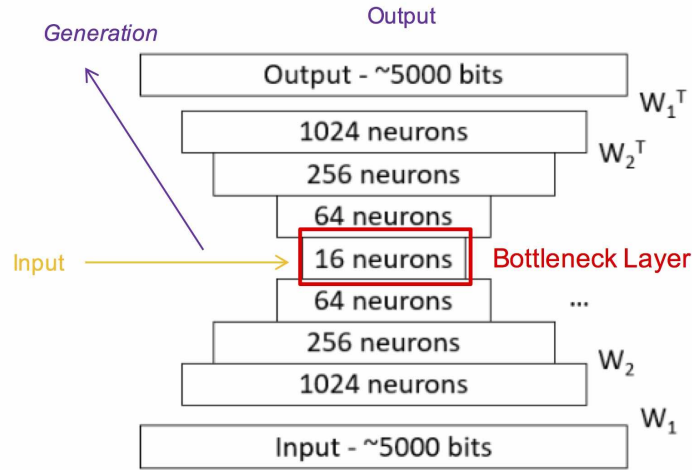 Output
Generation
Output - ~5000 bits
W₁ᵀ
1024 neurons
W₂ᵀ
256 neurons
64 neurons
Input
16 neurons
Bottleneck Layer
64 neurons
...
256 neurons
W₂
1024 neurons
W₁
Input - ~5000 bits